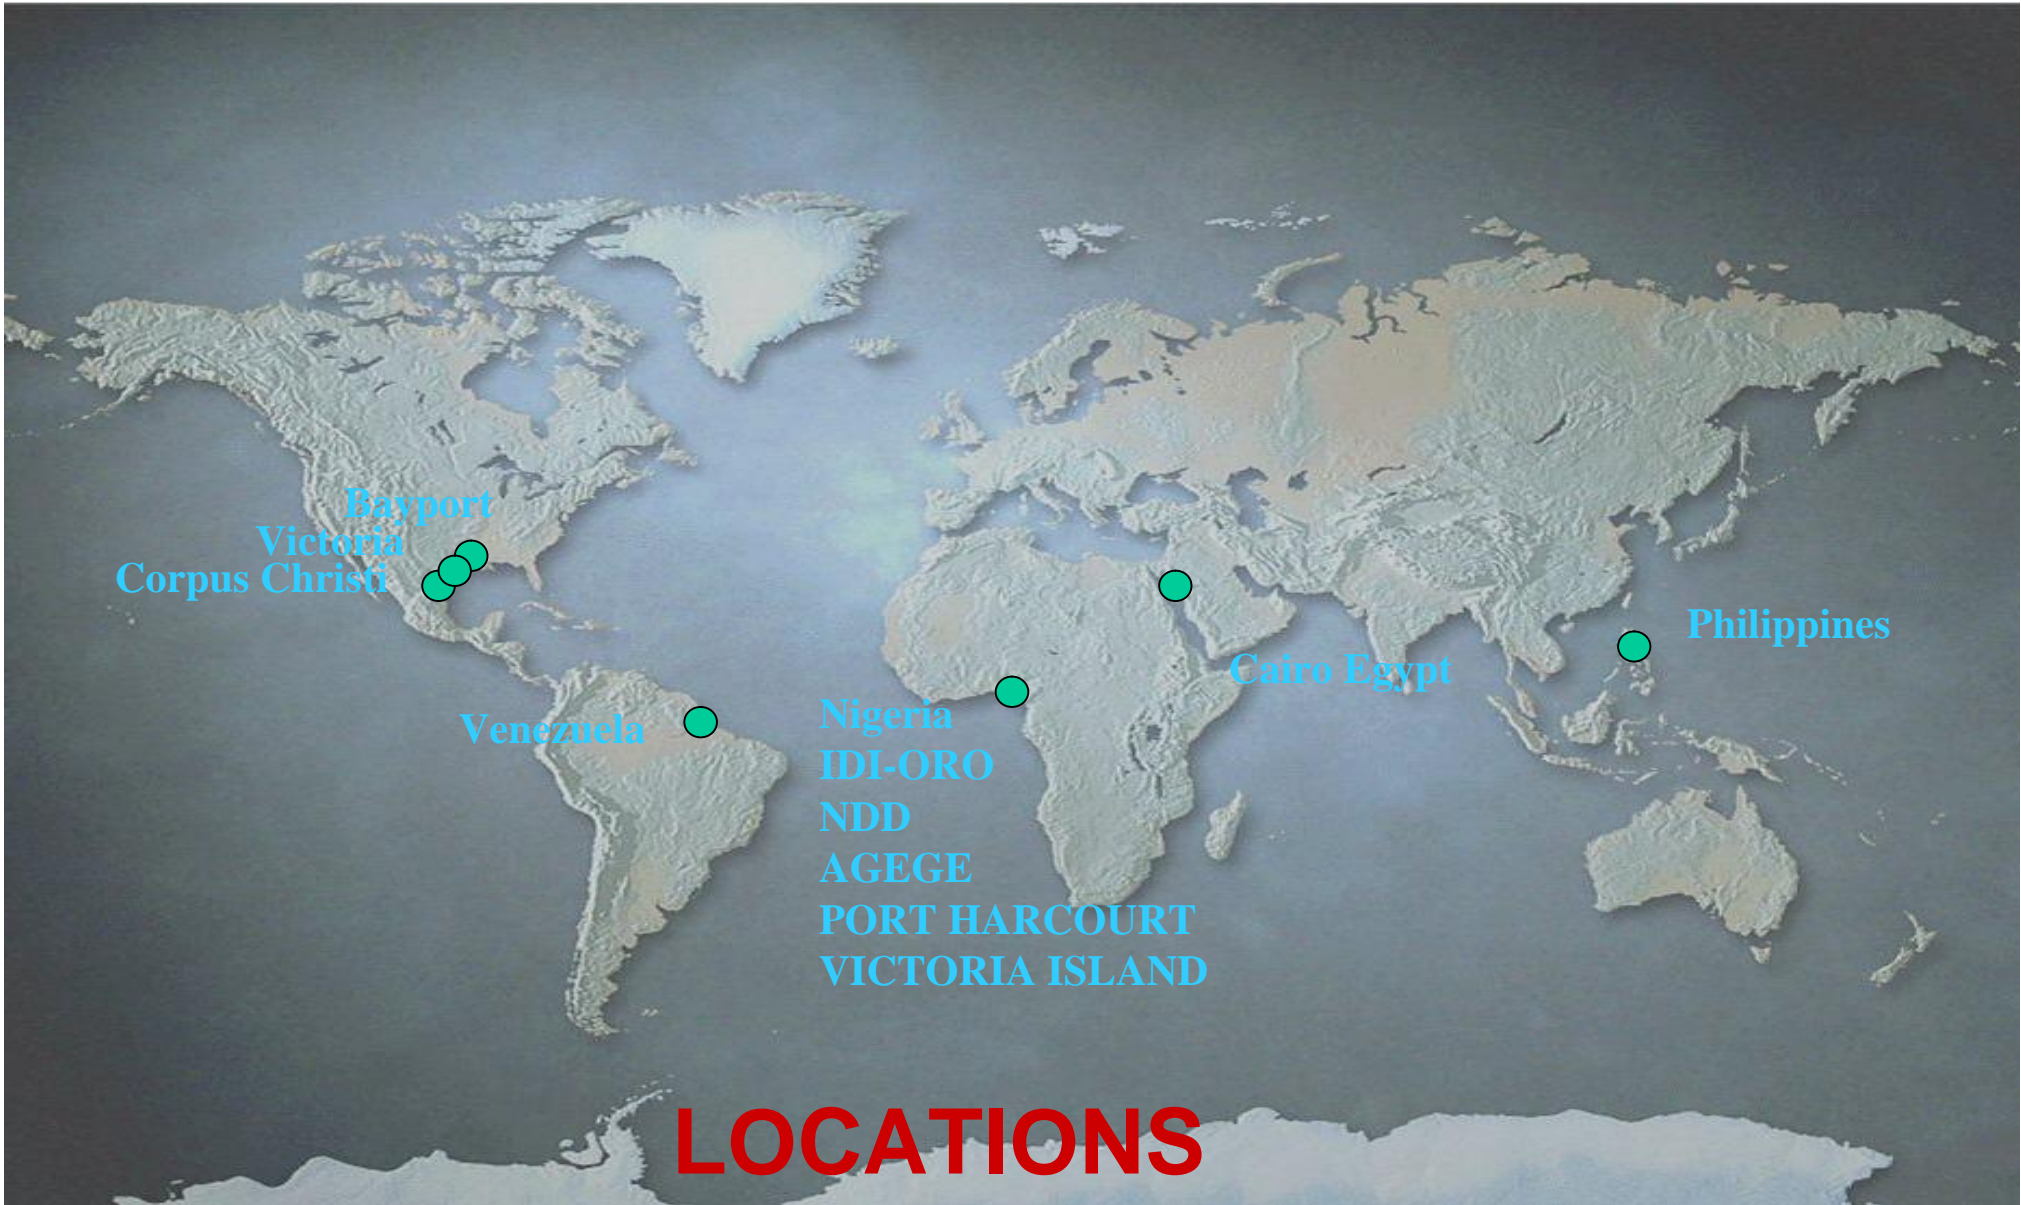 Bayport
Victoria
Corpus Christi
Philippines
Cairo Egypt
Venezuela
Nigeria
IDI-ORO
NDD
AGEGE
PORT HARCOURT
VICTORIA ISLAND
LOCATIONS